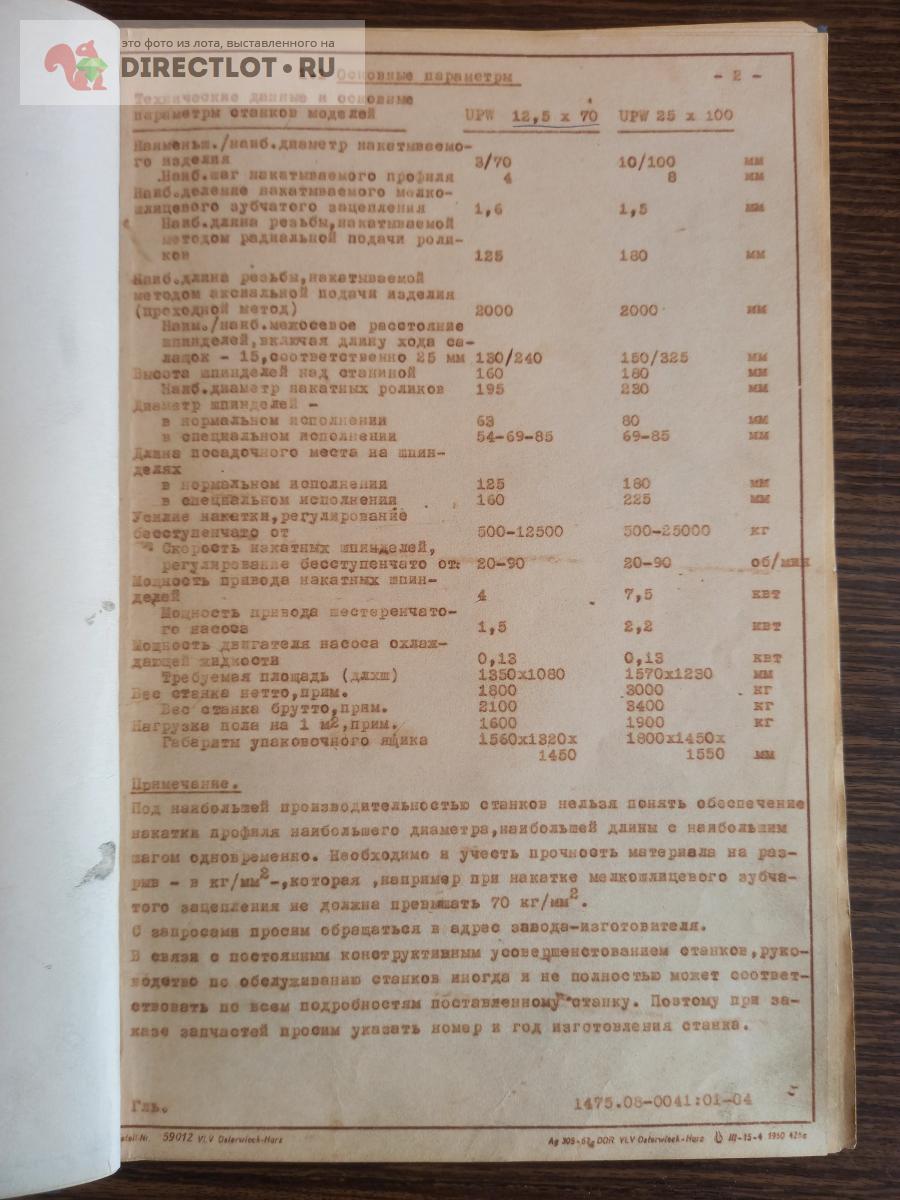 это фото из лота, выставленного на
DIRECTLOT.RU
Основные параметры - 2 -
Технические данные и основные
параметры станков моделей UPW 12,5 x 70 UPW 25 x 100
Наименьш./наиб.диаметр накатываемо-
го изделия 3/70 10/100 мм
Наиб.шаг накатываемого профиля 4 8 мм
Наиб.деление накатываемого мелко-
шлицевого зубчатого зацепления 1,6 1,5 мм
Наиб.длина резьбы,накатываемой
методом радиальной подачи роли-
ков 125 180 мм
Наиб.длина резьбы,накатываемой
методом аксиальной подачи изделия
(проходной метод) 2000 2000 мм
Наим./наиб.межосевое расстояние
шпинделей,включая длину хода са-
лазок - 15,соответственно 25 мм 130/240 150/325 мм
Высота шпинделей над станиной 160 180 мм
Наиб.диаметр накатных роликов 195 230 мм
Диаметр шпинделей -
в нормальном исполнении 63 80 мм
в специальном исполнении 54-69-85 69-85 мм
Длина посадочного места на шпин-
делях
в нормальном исполнении 125 180 мм
в специальном исполнении 160 225 мм
Усилие накатки,регулирование
бесступенчато от 500-12500 500-25000 кг
Скорость накатных шпинделей,
регулирование бесступенчато от: 20-90 20-90 об/мин
Мощность привода накатных шпин-
делей 4 7,5 квт
Мощность привода шестеренчато-
го насоса 1,5 2,2 квт
Мощность двигателя насоса охлаж-
дающей жидкости 0,13 0,13 квт
Требуемая площадь (длхш) 1350х1080 1570х1230 мм
Вес станка нетто,прим. 1800 3000 кг
Вес станка брутто,прим. 2100 3400 кг
Нагрузка пола на 1 м2,прим. 1600 1900 кг
Габариты упаковочного ящика 1560х1320х 1800х1450х
1450 1550 мм
Примечание.
Под наибольшей производительностью станков нельзя понять обеспечение
накатки профиля наибольшего диаметра,наибольшей длины с наибольшим
шагом одновременно. Необходимо и учесть прочность материала на раз-
рыв - в кг/мм2-,которая ,например при накатке мелкошлицевого зубча-
того зацепления не должна превышать 70 кг/мм2.
С запросами просим обращаться в адрес завода-изготовителя.
В связи с постоянным конструктивным усовершенстованием станков,руко-
водство по обслуживанию станков иногда и не полностью может соответ-
ствовать по всем подробностям поставленному станку. Поэтому при за-
казе запчастей просим указать номер и год изготовления станка.
Гль. 1475.08-0041:01-04
59012 VLV Osterwieck-Harz Ag 305-67 DDR VLV Osterwieck-Harz III-15-4 1950